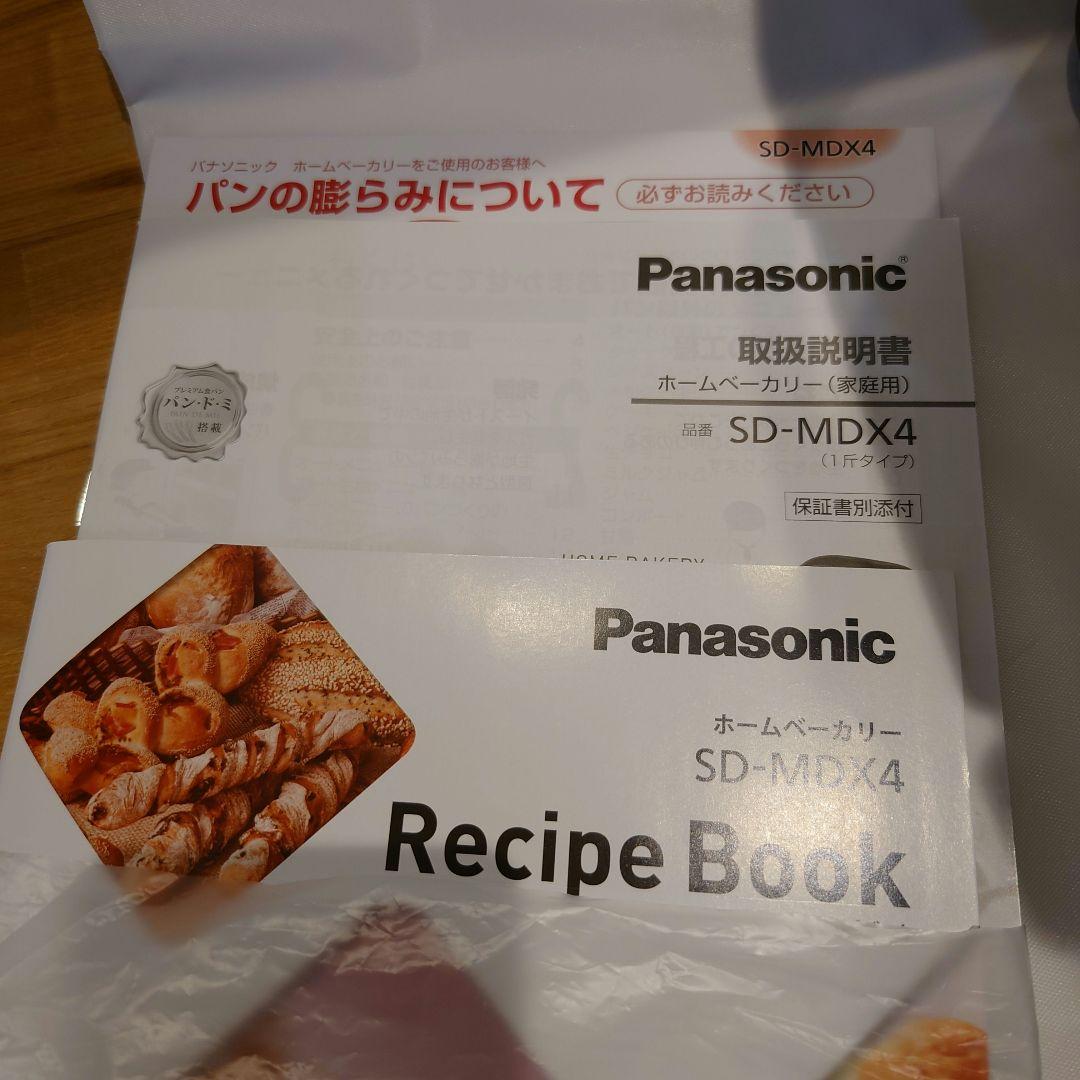 SD-MDX4
パナソニック ホームベーカリーをご使用のお客様へ
パンの膨らみについて 必ずお読みください
Panasonic®
取扱説明書
ホームベーカリー（家庭用）
品番 SD-MDX4
（1斤タイプ）
保証書別添付
プレミアム食パン
パン・ド・ミ
PAIN DE MIE
搭載
HOME BAKERY
Panasonic
ホームベーカリー
SD-MDX4
Recipe Book